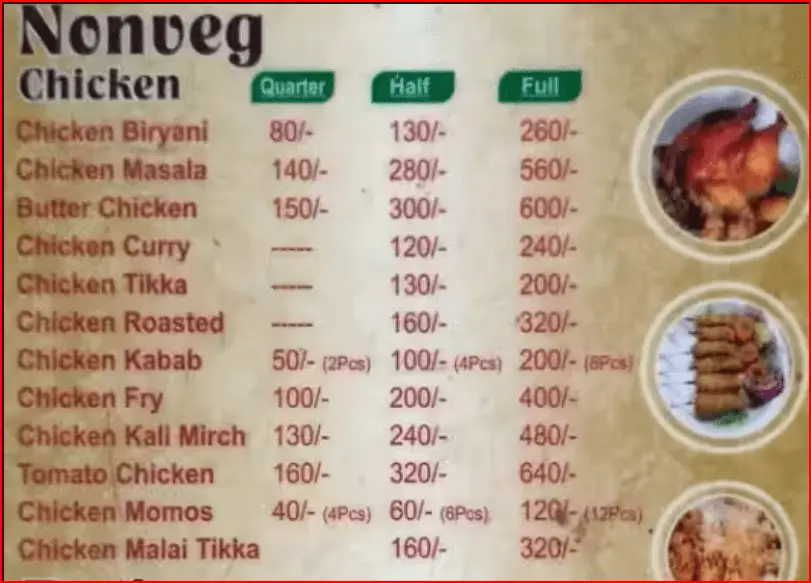 Nonveg
Chicken Quarter Half Full
Chicken Biryani 80/- 130/- 260/-
Chicken Masala 140/- 280/- 560/-
Butter Chicken 150/- 300/- 600/-
Chicken Curry ----- 120/- 240/-
Chicken Tikka ----- 130/- 200/-
Chicken Roasted ----- 160/- 320/-
Chicken Kabab 50/- (2Pcs) 100/- (4Pcs) 200/- (8Pcs)
Chicken Fry 100/- 200/- 400/-
Chicken Kali Mirch 130/- 240/- 480/-
Tomato Chicken 160/- 320/- 640/-
Chicken Momos 40/- (4Pcs) 60/- (6Pcs) 120/- (12Pcs)
Chicken Malai Tikka 160/- 320/-